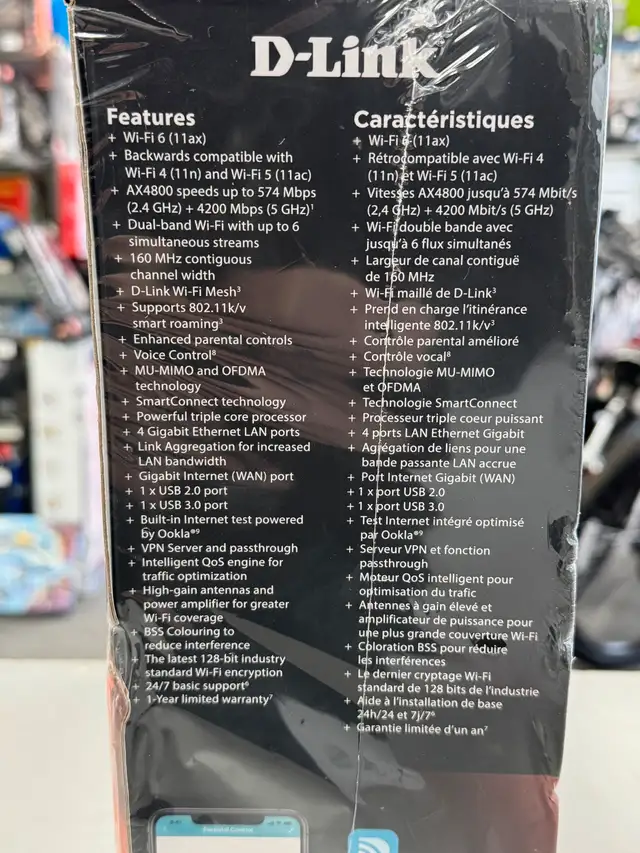 D-Link
Features
+ Wi-Fi 6 (11ax)
+ Backwards compatible with
Wi-Fi 4 (11n) and Wi-Fi 5 (11ac)
+ AX4800 speeds up to 574 Mbps
(2.4 GHz) + 4200 Mbps (5 GHz)¹
+ Dual-band Wi-Fi with up to 6
simultaneous streams
+ 160 MHz contiguous
channel width
+ D-Link Wi-Fi Mesh³
+ Supports 802.11k/v
smart roaming³
+ Enhanced parental controls
+ Voice Control⁸
+ MU-MIMO and OFDMA
technology
+ SmartConnect technology
+ Powerful triple core processor
+ 4 Gigabit Ethernet LAN ports
+ Link Aggregation for increased
LAN bandwidth
+ Gigabit Internet (WAN) port
+ 1 x USB 2.0 port
+ 1 x USB 3.0 port
+ Built-in Internet test powered
by Ookla®⁹
+ VPN Server and passthrough
+ Intelligent QoS engine for
traffic optimization
+ High-gain antennas and
power amplifier for greater
Wi-Fi coverage
+ BSS Colouring to
reduce interference
+ The latest 128-bit industry
standard Wi-Fi encryption
+ 24/7 basic support⁶
+ 1-Year limited warranty⁷
Caractéristiques
+ Wi-Fi 6 (11ax)
+ Rétrocompatible avec Wi-Fi 4
(11n) et Wi-Fi 5 (11ac)
+ Vitesses AX4800 jusqu'à 574 Mbit/s
(2,4 GHz) + 4200 Mbit/s (5 GHz)
+ Wi-Fi double bande avec
jusqu'à 6 flux simultanés
+ Largeur de canal contiguë
de 160 MHz
+ Wi-Fi maillé de D-Link³
+ Prend en charge l'itinérance
intelligente 802.11k/v³
+ Contrôle parental amélioré
+ Contrôle vocal⁸
+ Technologie MU-MIMO
et OFDMA
+ Technologie SmartConnect
+ Processeur triple coeur puissant
+ 4 ports LAN Ethernet Gigabit
+ Agrégation de liens pour une
bande passante LAN accrue
+ Port Internet Gigabit (WAN)
+ 1 x port USB 2.0
+ 1 x port USB 3.0
+ Test Internet intégré optimisé
par Ookla®⁹
+ Serveur VPN et fonction
passthrough
+ Moteur QoS intelligent pour
optimisation du trafic
+ Antennes à gain élevé et
amplificateur de puissance pour
une plus grande couverture Wi-Fi
+ Coloration BSS pour réduire
les interférences
+ Le dernier cryptage Wi-Fi
standard de 128 bits de l'industrie
+ Aide à l'installation de base
24h/24 et 7j/7⁶
+ Garantie limitée d'un an⁷